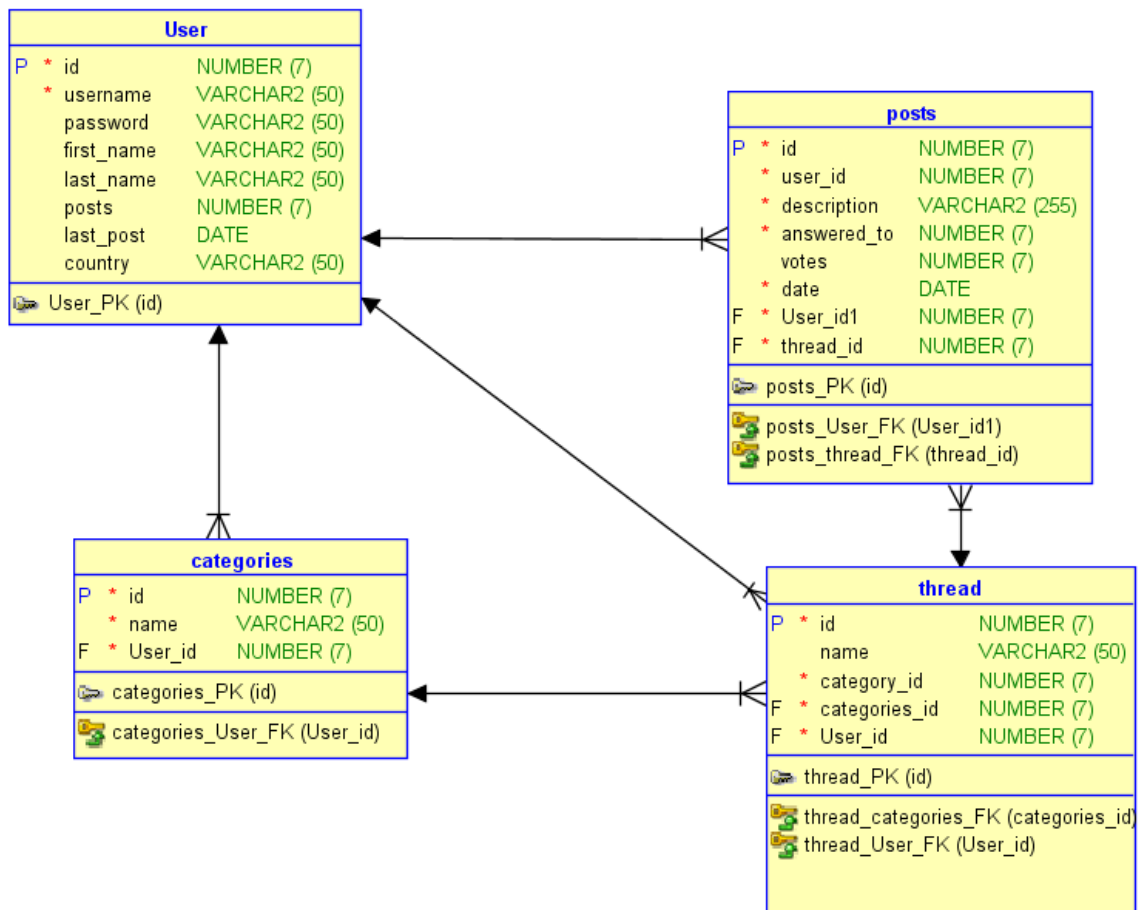 User
P * id NUMBER (7)
* username VARCHAR2 (50)
password VARCHAR2 (50)
first_name VARCHAR2 (50)
last_name VARCHAR2 (50)
posts NUMBER (7)
last_post DATE
country VARCHAR2 (50)
User_PK (id)
posts
P * id NUMBER (7)
* user_id NUMBER (7)
* description VARCHAR2 (255)
* answered_to NUMBER (7)
votes NUMBER (7)
* date DATE
F * User_id1 NUMBER (7)
F * thread_id NUMBER (7)
posts_PK (id)
posts_User_FK (User_id1)
posts_thread_FK (thread_id)
categories
P * id NUMBER (7)
* name VARCHAR2 (50)
F * User_id NUMBER (7)
categories_PK (id)
categories_User_FK (User_id)
thread
P * id NUMBER (7)
name VARCHAR2 (50)
* category_id NUMBER (7)
F * categories_id NUMBER (7)
F * User_id NUMBER (7)
thread_PK (id)
thread_categories_FK (categories_id)
thread_User_FK (User_id)